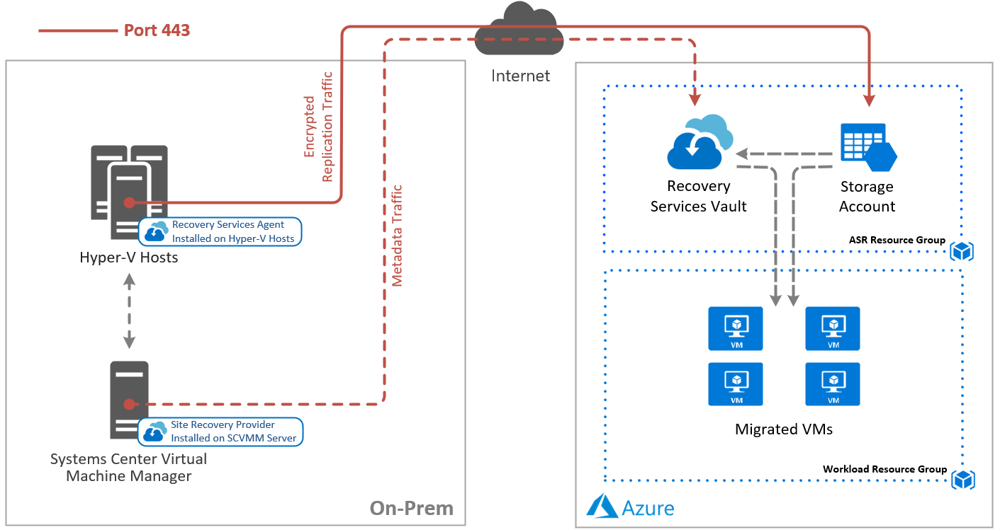 Port 443
Internet
Encrypted
Replication Traffic
Metadata Traffic
Recovery Services Agent
Installed on Hyper-V Hosts
Hyper-V Hosts
Site Recovery Provider
Installed on SCVMM Server
Systems Center Virtual
Machine Manager
On-Prem
Recovery
Services Vault
Storage
Account
ASR Resource Group
VM
VM
VM
VM
Migrated VMs
Workload Resource Group
Azure